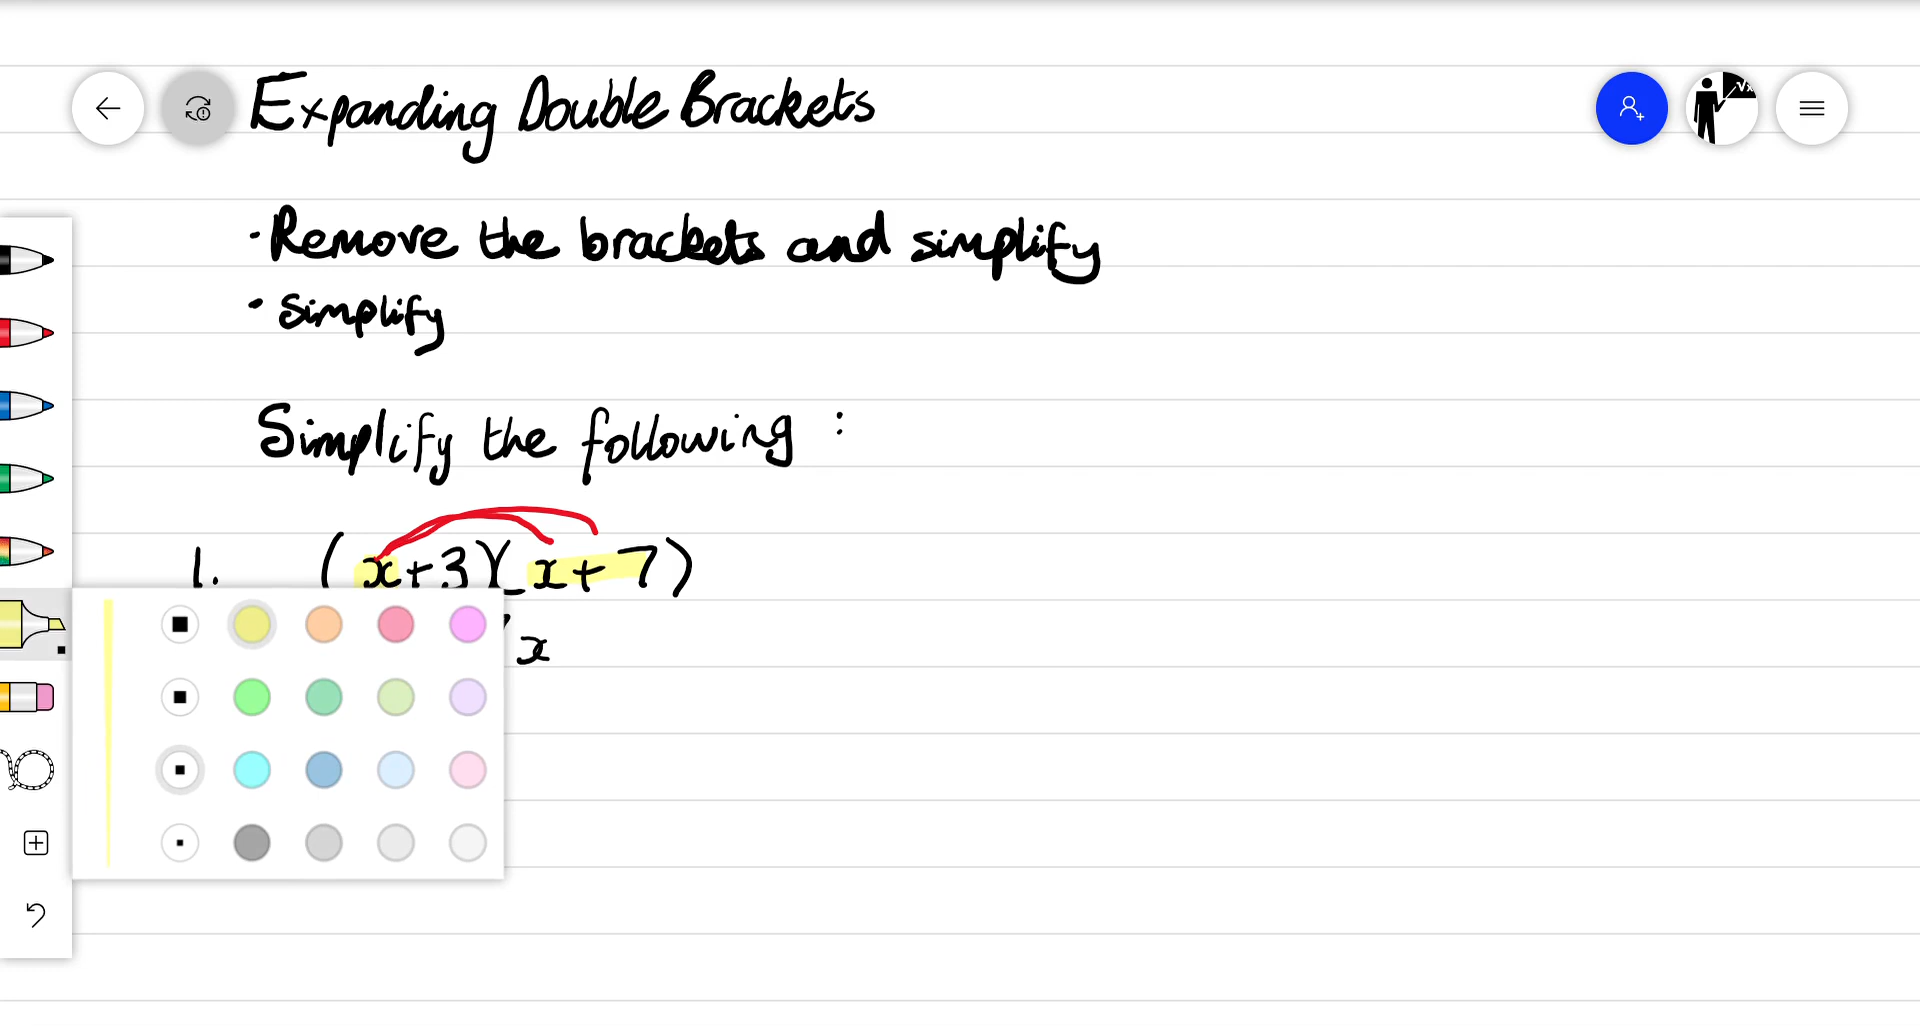 Expanding Double Brackets
· Remove the brackets and simplify
· Simplify
Simplify the following :
1. (x+3)(x+7)
x